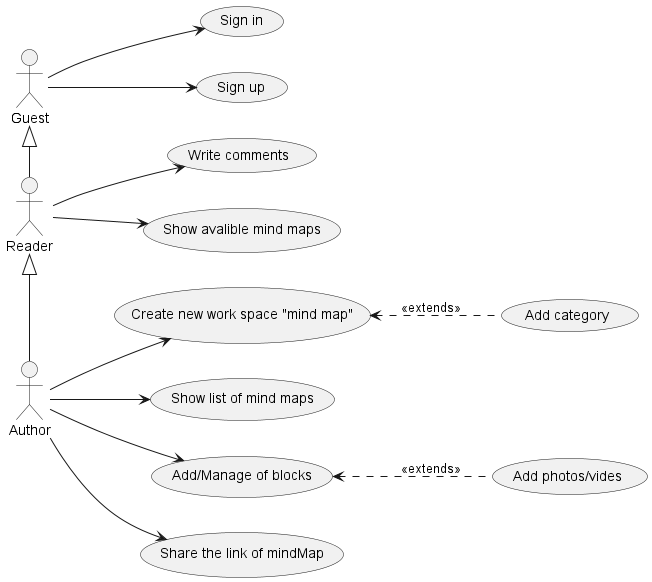 Sign in
Sign up
Guest
Write comments
Show avalible mind maps
Reader
Create new work space "mind map"
«extends»
Add category
Show list of mind maps
Author
Add/Manage of blocks
«extends»
Add photos/vides
Share the link of mindMap